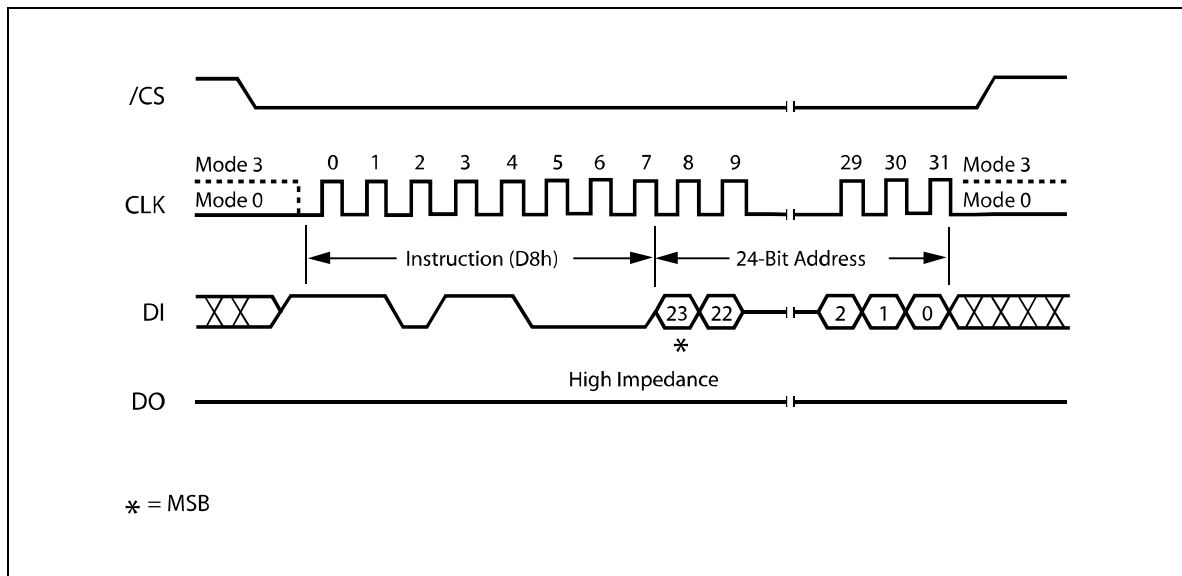 /CS
Mode 3 0 1 2 3 4 5 6 7 8 9 29 30 31 Mode 3
CLK Mode 0 Mode 0
Instruction (D8h) 24-Bit Address
DI 23 22 2 1 0
*
High Impedance
DO
* = MSB